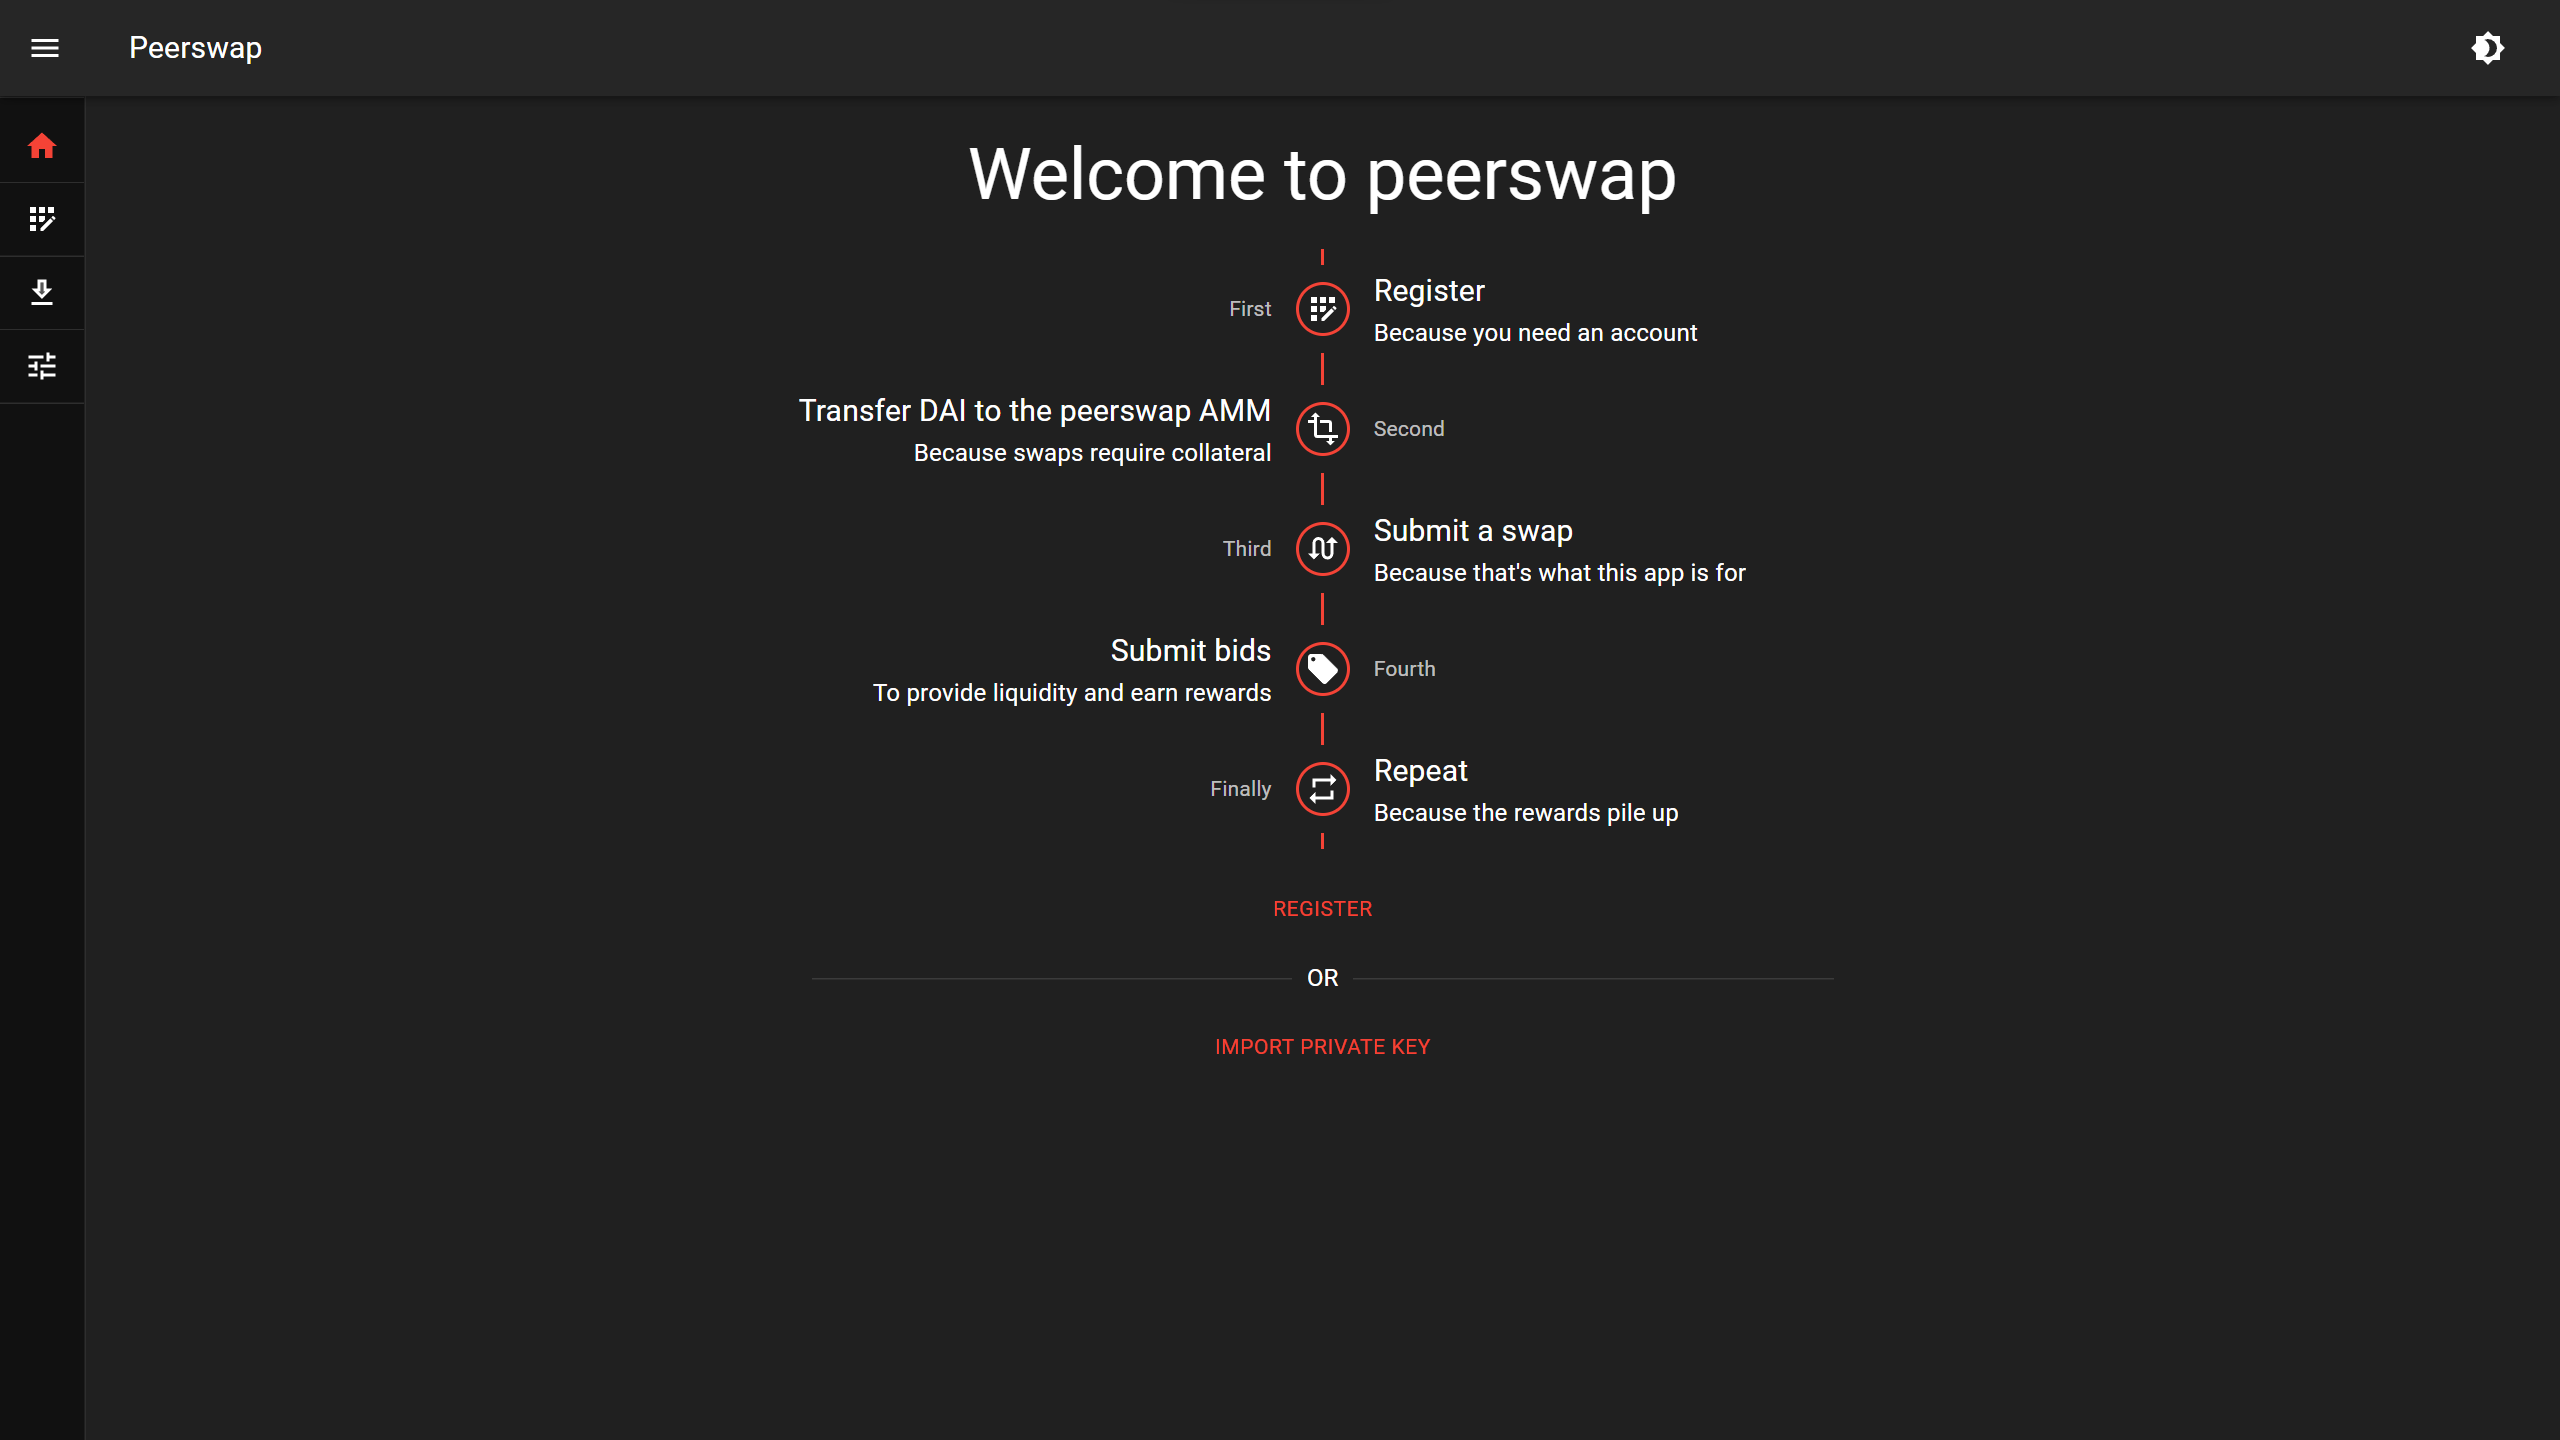 Peerswap
Welcome to peerswap
First
Register
Because you need an account
Transfer DAI to the peerswap AMM
Because swaps require collateral
Second
Third
Submit a swap
Because that's what this app is for
Submit bids
To provide liquidity and earn rewards
Fourth
Finally
Repeat
Because the rewards pile up
REGISTER
OR
IMPORT PRIVATE KEY